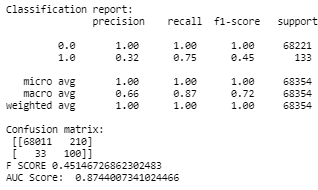 Classification report:
precision recall f1-score support
0.0 1.00 1.00 1.00 68221
1.0 0.32 0.75 0.45 133
micro avg 1.00 1.00 1.00 68354
macro avg 0.66 0.87 0.72 68354
weighted avg 1.00 1.00 1.00 68354
Confusion matrix:
[[68011 210]
[ 33 100]]
F SCORE 0.45146726862302483
AUC Score: 0.8744007341024466